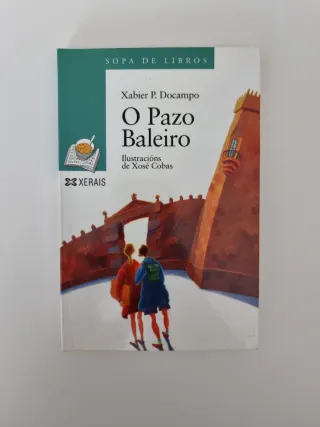 SOPA DE LIBROS
Xabier P. Docampo
O Pazo
Baleiro
Ilustracións
de Xosé Cobas
XERAIS